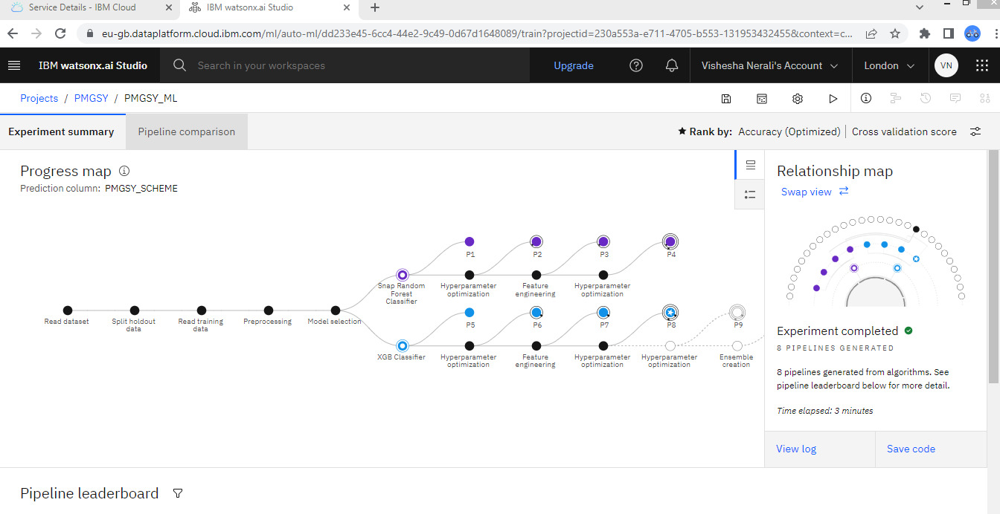 Service Details - IBM Cloud
IBM watsonx.ai Studio
eu-gb.dataplatform.cloud.ibm.com/ml/auto-ml/dd233e45-6cc4-44e2-9c49-0d67d1648089/train?projectid=230a553a-e711-4705-b553-131953432455&context=c...
IBM watsonx.ai Studio
Search in your workspaces
Upgrade
Vishesha Nerali's Account
London
VN
Projects / PMGSY / PMGSY_ML
Experiment summary
Pipeline comparison
Rank by: Accuracy (Optimized) | Cross validation score
Progress map
Prediction column: PMGSY_SCHEME
P1
P2
P3
P4
Snap Random
Forest
Classifier
Hyperparameter
optimization
Feature
engineering
Hyperparameter
optimization
Read dataset
Split holdout
data
Read training
data
Preprocessing
Model selection
P5
P6
P7
P8
P9
XGB Classifier
Hyperparameter
optimization
Feature
engineering
Hyperparameter
optimization
Hyperparameter
optimization
Ensemble
creation
Relationship map
Swap view
Experiment completed
8 PIPELINES GENERATED
8 pipelines generated from algorithms. See
pipeline leaderboard below for more detail.
Time elapsed: 3 minutes
View log
Save code
Pipeline leaderboard